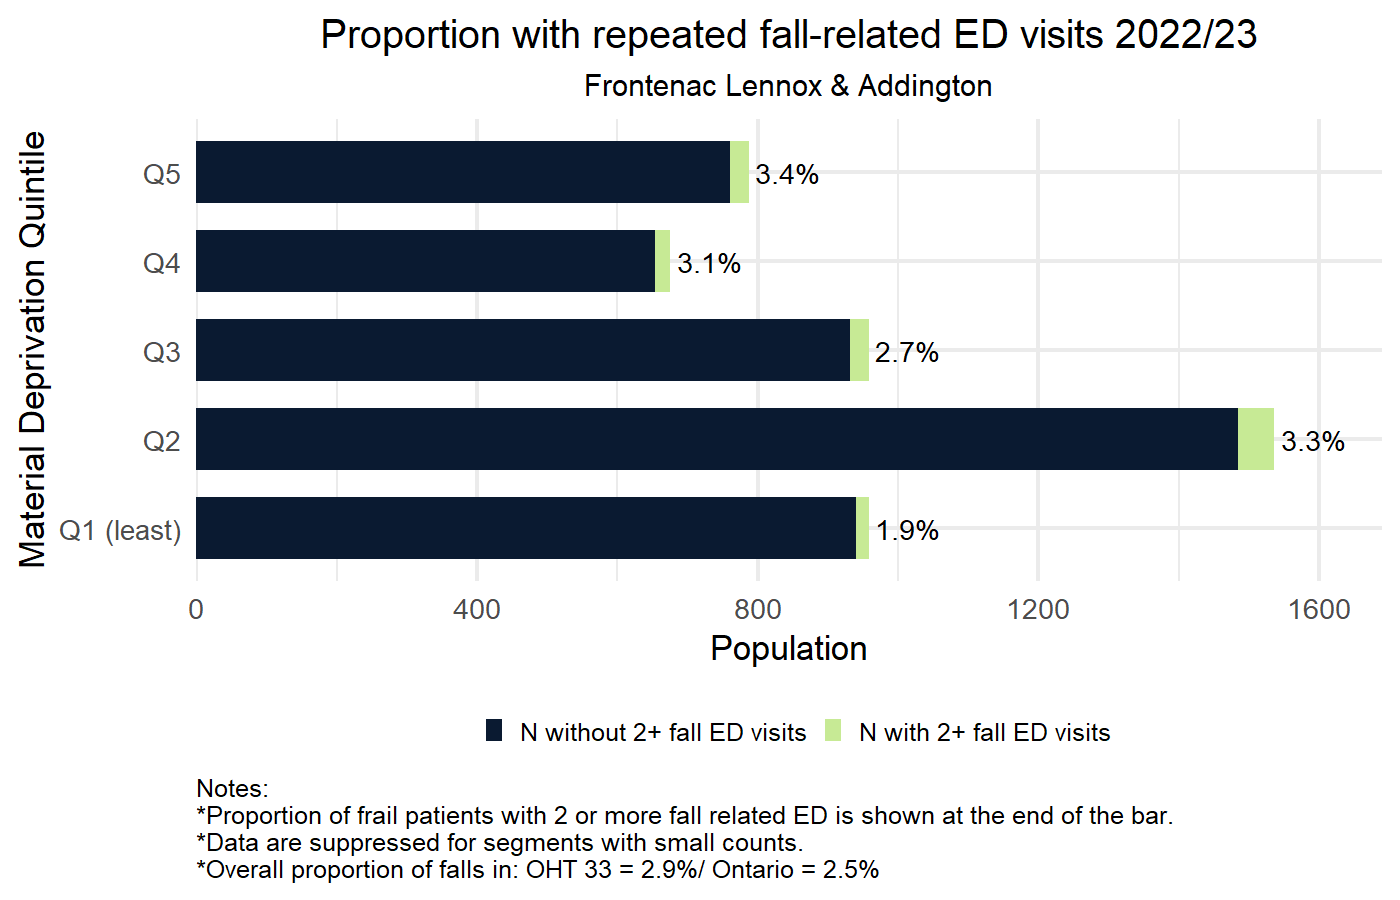 Proportion with repeated fall-related ED visits 2022/23
Frontenac Lennox & Addington
Material Deprivation Quintile
Q5
3.4%
Q4
3.1%
Q3
2.7%
Q2
3.3%
Q1 (least)
1.9%
0 400 800 1200 1600
Population
N without 2+ fall ED visits N with 2+ fall ED visits
Notes:
*Proportion of frail patients with 2 or more fall related ED is shown at the end of the bar.
*Data are suppressed for segments with small counts.
*Overall proportion of falls in: OHT 33 = 2.9%/ Ontario = 2.5%